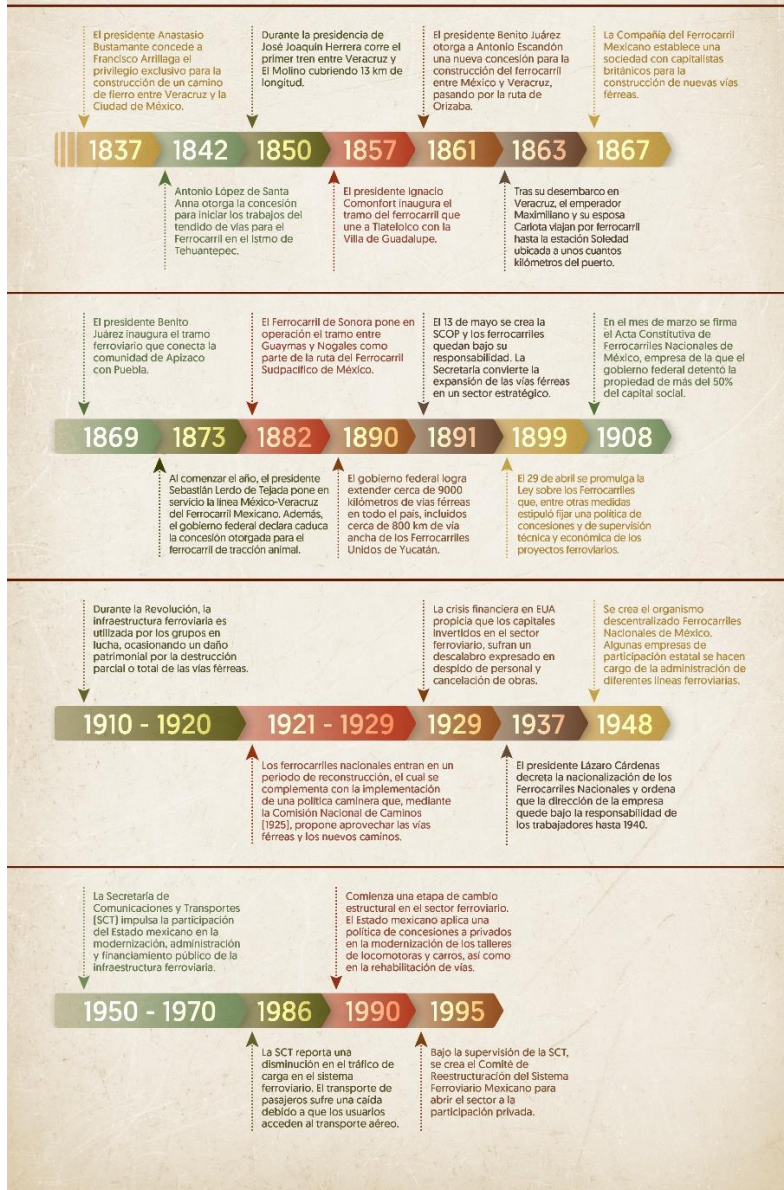 El presidente Anastasio
Bustamante concede a
Francisco Arrillaga el
privilegio exclusivo para la
construcción de un camino
de fierro entre Veracruz y la
Ciudad de México.
Durante la presidencia de
José Joaquín Herrera corre el
primer tren entre Veracruz y
El Molino cubriendo 13 km de
longitud.
El presidente Benito Juárez
otorga a Antonio Escandón
una nueva concesión para la
construcción del ferrocarril
entre México y Veracruz,
pasando por la ruta de
Orizaba.
La Compañía del Ferrocarril
Mexicano establece una
sociedad con capitalistas
británicos para la
construcción de nuevas vías
férreas.
1837 1842 1850 1857 1861 1863 1867
Antonio López de Santa
Anna otorga la concesión
para iniciar los trabajos del
tendido de vías para el
Ferrocarril en el Istmo de
Tehuantepec.
El presidente Ignacio
Comonfort inaugura el
tramo del ferrocarril que
une a Tlatelolco con la
Villa de Guadalupe.
Tras su desembarco en
Veracruz, el emperador
Maximiliano y su esposa
Carlota viajan por ferrocarril
hasta la estación Soledad
ubicada a unos cuantos
kilómetros del puerto.
El presidente Benito
Juárez inaugura el tramo
ferroviario que conecta la
comunidad de Apizaco
con Puebla.
El Ferrocarril de Sonora pone en
operación el tramo entre
Guaymas y Nogales como
parte de la ruta del Ferrocarril
Sudpacífico de México.
El 13 de mayo se crea la
SCOP y los ferrocarriles
quedan bajo su
responsabilidad. La
Secretaría convierte la
expansión de las vías férreas
en un sector estratégico.
En el mes de marzo se firma
el Acta Constitutiva de
Ferrocarriles Nacionales de
México, empresa de la que el
gobierno federal detentó la
propiedad de más del 50%
del capital social.
1869 1873 1882 1890 1891 1899 1908
Al comenzar el año, el presidente
Sebastián Lerdo de Tejada pone en
servicio la línea México-Veracruz
del Ferrocarril Mexicano. Además,
el gobierno federal declara caduca
la concesión otorgada para el
ferrocarril de tracción animal.
El gobierno federal logra
extender cerca de 9000
kilómetros de vías férreas
en todo el país, incluidos
cerca de 800 km de vía
ancha de los Ferrocarriles
Unidos de Yucatán.
El 29 de abril se promulga la
Ley sobre los Ferrocarriles
que, entre otras medidas
estipuló fijar una política de
concesiones y de supervisión
técnica y económica de los
proyectos ferroviarios.
Durante la Revolución, la
infraestructura ferroviaria es
utilizada por los grupos en
lucha, ocasionando un daño
patrimonial por la destrucción
parcial o total de las vías férreas.
La crisis financiera en EUA
propicia que los capitales
invertidos en el sector
ferroviario, sufran un
descalabro expresado en
despido de personal y
cancelación de obras.
Se crea el organismo
descentralizado Ferrocarriles
Nacionales de México.
Algunas empresas de
participación estatal se hacen
cargo de la administración de
diferentes líneas ferroviarias.
1910 - 1920 1921 - 1929 1929 1937 1948
Los ferrocarriles nacionales entran en un
periodo de reconstrucción, el cual se
complementa con la implementación
de una política caminera que, mediante
la Comisión Nacional de Caminos
(1925), propone aprovechar las vías
férreas y los nuevos caminos.
El presidente Lázaro Cárdenas
decreta la nacionalización de los
Ferrocarriles Nacionales y ordena
que la dirección de la empresa
quede bajo la responsabilidad de
los trabajadores hasta 1940.
La Secretaría de
Comunicaciones y Transportes
(SCT) impulsa la participación
del Estado mexicano en la
modernización, administración
y financiamiento público de la
infraestructura ferroviaria.
Comienza una etapa de cambio
estructural en el sector ferroviario.
El Estado mexicano aplica una
política de concesiones a privados
en la modernización de los talleres
de locomotoras y carros, así como
en la rehabilitación de vías.
1950 - 1970 1986 1990 1995
La SCT reporta una
disminución en el tráfico de
carga en el sistema
ferroviario. El transporte de
pasajeros sufre una caída
debido a que los usuarios
acceden al transporte aéreo.
Bajo la supervisión de la SCT,
se crea el Comité de
Reestructuración del Sistema
Ferroviario Mexicano para
abrir el sector a la
participación privada.